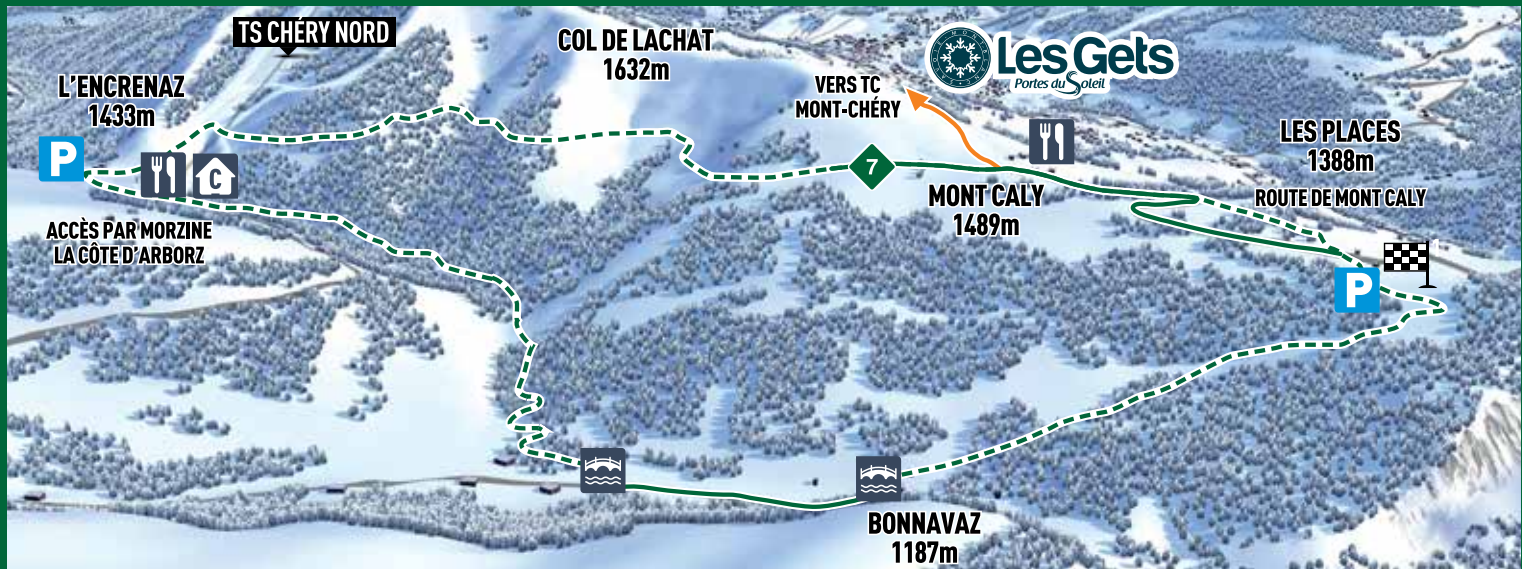 TS CHÉRY NORD
COL DE LACHAT
1632m
Les Gets
Portes du Soleil
L'ENCRENAZ
1433m
VERS TC
MONT-CHÉRY
LES PLACES
1388m
P
C
7
MONT CALY
1489m
ROUTE DE MONT CALY
ACCÈS PAR MORZINE
LA CÔTE D'ARBORZ
P
BONNAVAZ
1187m